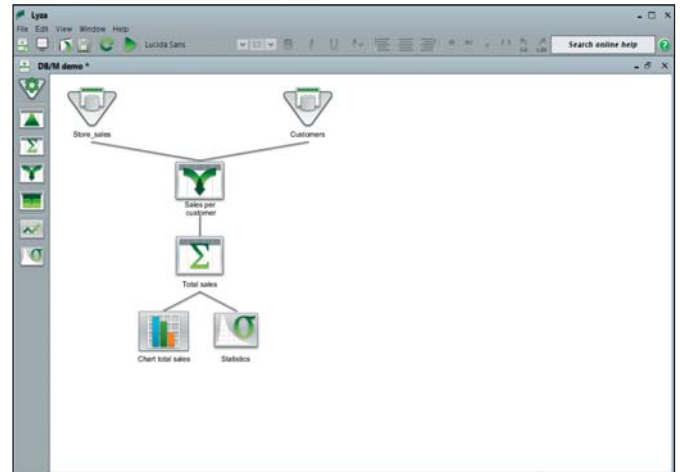 Lyza
File Edit View Window Help
Lucida Sans
Search online help
DB/M demo *
Store_sales
Customers
Sales per
customer
Total sales
Chart total sales
Statistics